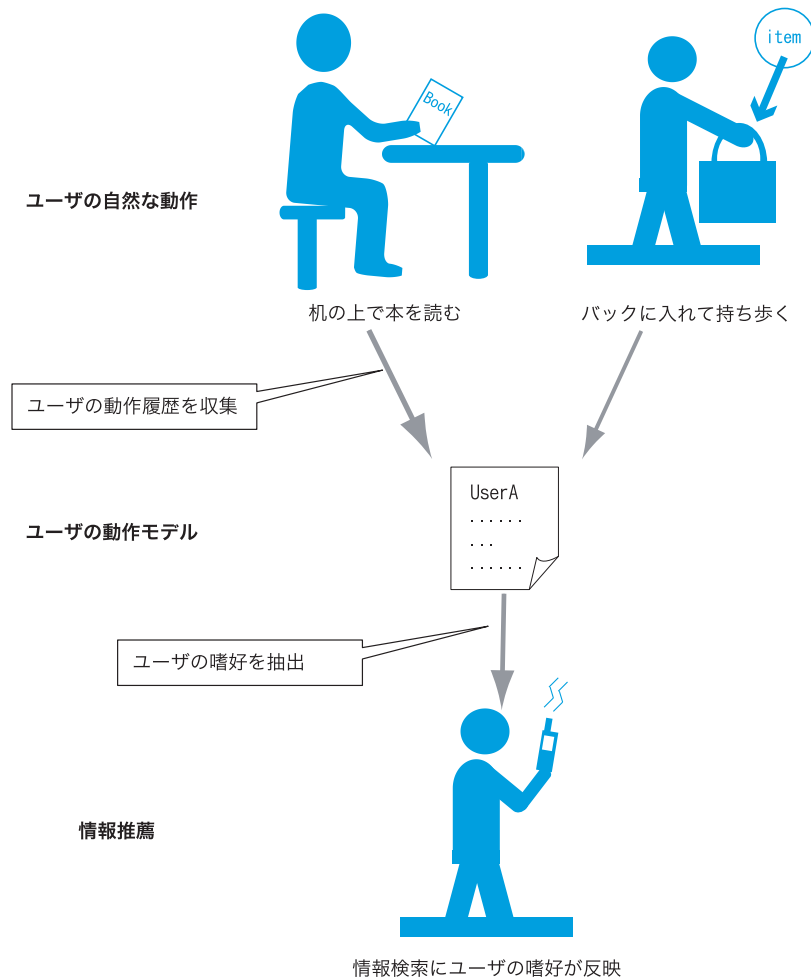 item
Book
ユーザの自然な動作
机の上で本を読む
バックに入れて持ち歩く
ユーザの動作履歴を収集
UserA
......
...
......
ユーザの動作モデル
ユーザの嗜好を抽出
情報推薦
情報検索にユーザの嗜好が反映